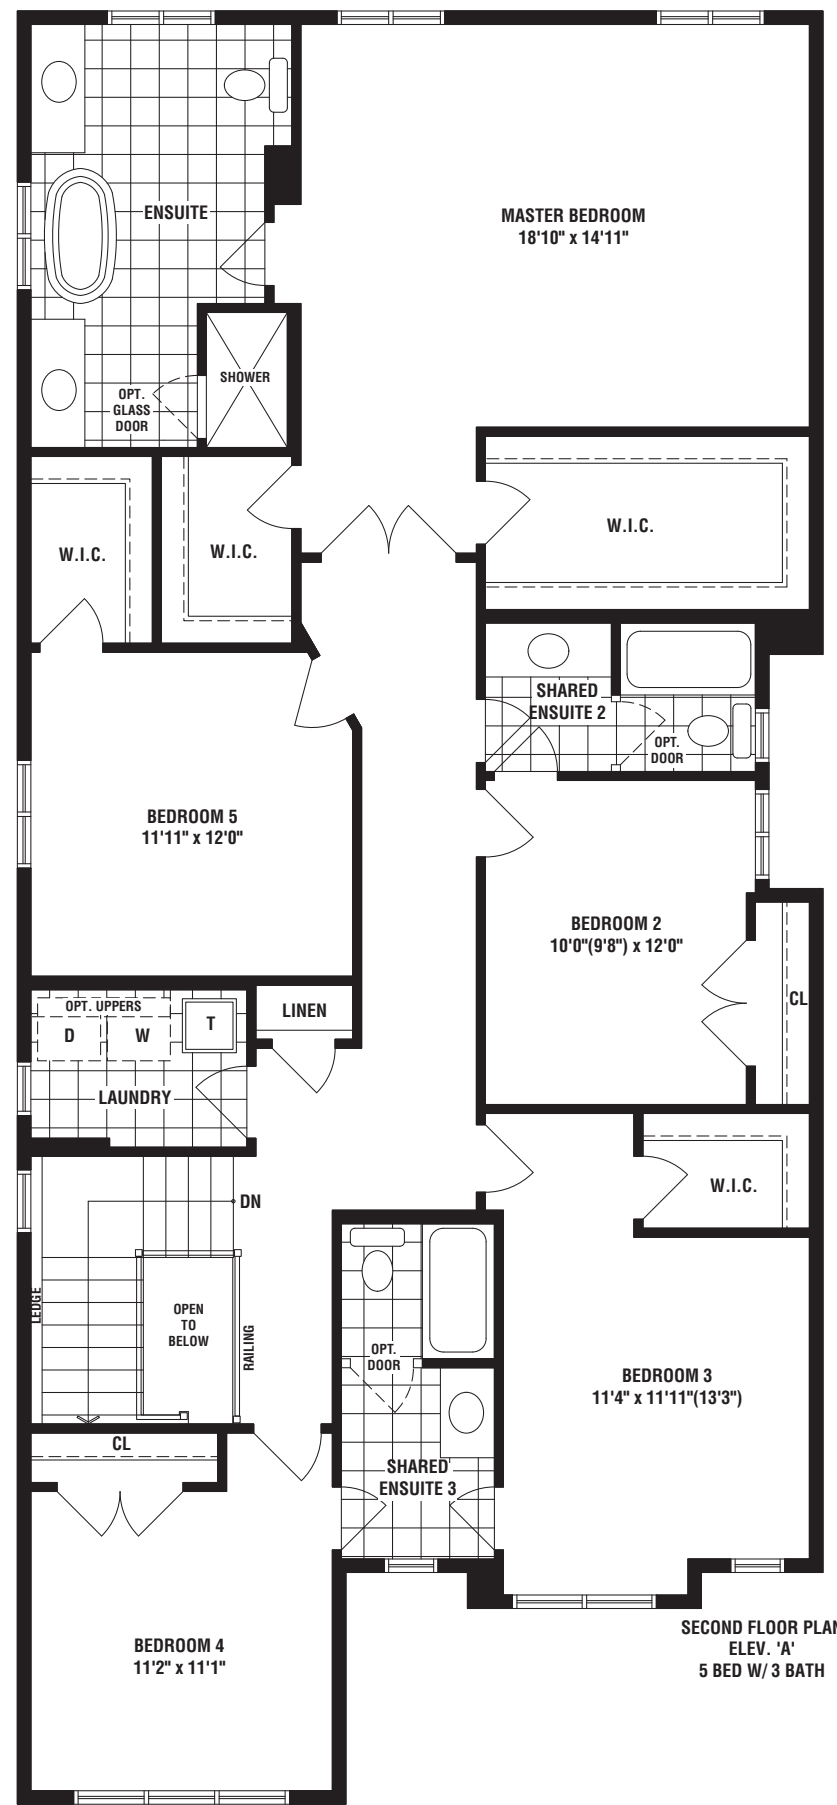 ENSUITE
MASTER BEDROOM
18'10" x 14'11"
SHOWER
OPT.
GLASS
DOOR
W.I.C.
W.I.C.
W.I.C.
SHARED
ENSUITE 2
OPT.
DOOR
BEDROOM 5
11'11" x 12'0"
BEDROOM 2
10'0"(9'8") x 12'0"
CL
OPT. UPPERS
D
W
T
LINEN
LAUNDRY
DN
W.I.C.
LEDGE
OPEN
TO
BELOW
RAILING
OPT.
DOOR
BEDROOM 3
11'4" x 11'11"(13'3")
CL
SHARED
ENSUITE 3
BEDROOM 4
11'2" x 11'1"
SECOND FLOOR PLAN
ELEV. 'A'
5 BED W/ 3 BATH